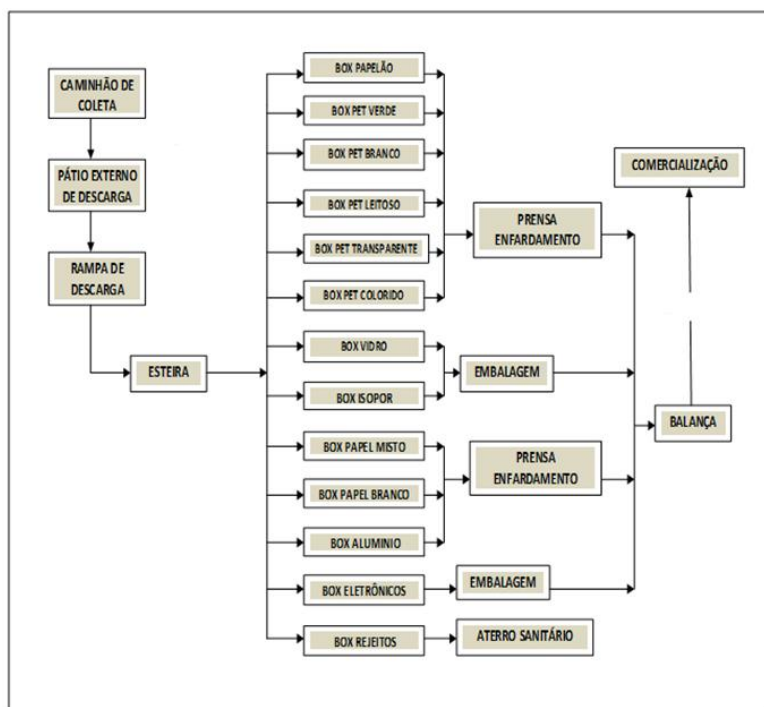 CAMINHÃO DE
COLETA
PÁTIO EXTERNO
DE DESCARGA
RAMPA DE
DESCARGA
ESTEIRA
BOX PAPELÃO
BOX PET VERDE
BOX PET BRANCO
BOX PET LEITOSO
BOX PET TRANSPARENTE
BOX PET COLORIDO
BOX VIDRO
BOX ISOPOR
BOX PAPEL MISTO
BOX PAPEL BRANCO
BOX ALUMINIO
BOX ELETRÔNICOS
BOX REJEITOS
PRENSA
ENFARDAMENTO
EMBALAGEM
PRENSA
ENFARDAMENTO
EMBALAGEM
ATERRO SANITÁRIO
COMERCIALIZAÇÃO
BALANÇA